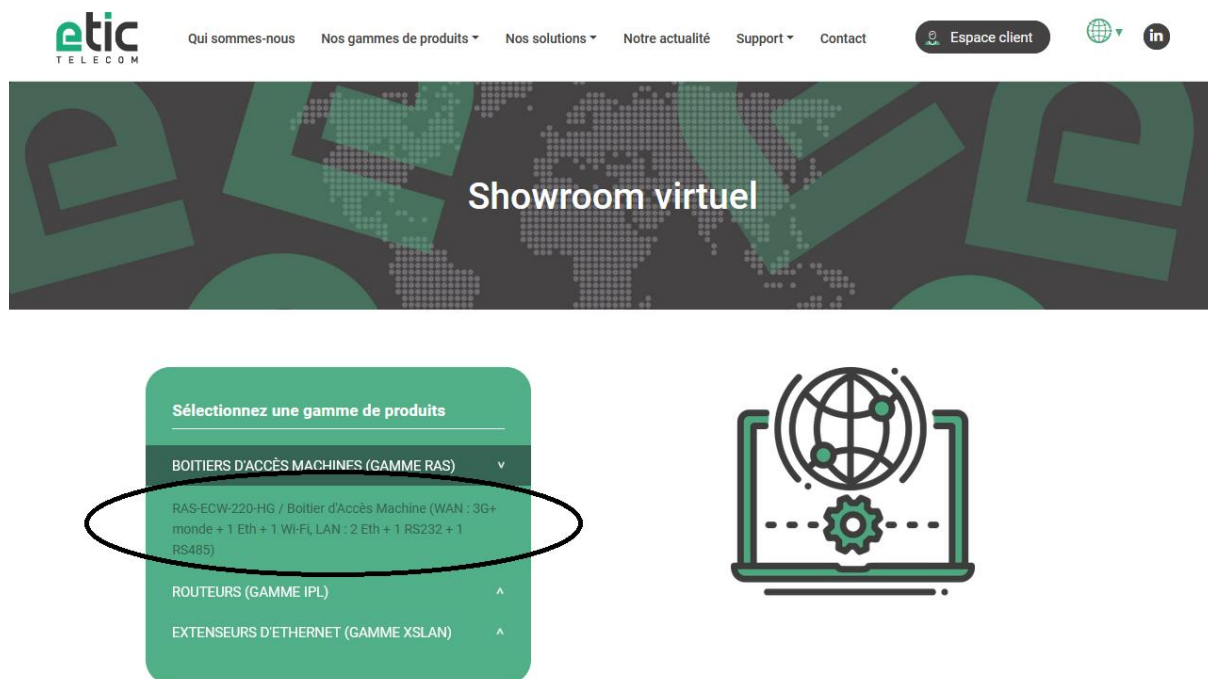 etic
TELECOM
Qui sommes-nous Nos gammes de produits Nos solutions Notre actualité Support Contact Espace client in
Showroom virtuel
Sélectionnez une gamme de produits
BOITIERS D'ACCÈS MACHINES (GAMME RAS)
RAS-ECW-220-HG / Boitier d'Accès Machine (WAN : 3G+
monde + 1 Eth + 1 Wi-Fi, LAN : 2 Eth + 1 RS232 + 1
RS485)
ROUTEURS (GAMME IPL)
EXTENSEURS D'ETHERNET (GAMME XSLAN)